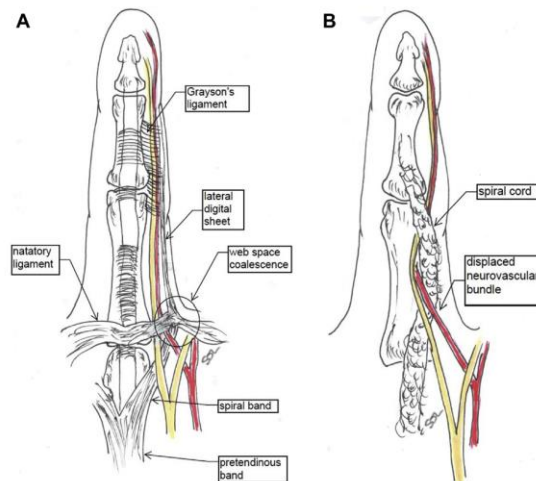 A
B
Grayson's
ligament
spiral cord
lateral
digital
sheet
displaced
neurovascular
bundle
natatory
ligament
web space
coalescence
spiral band
pretendinous
band